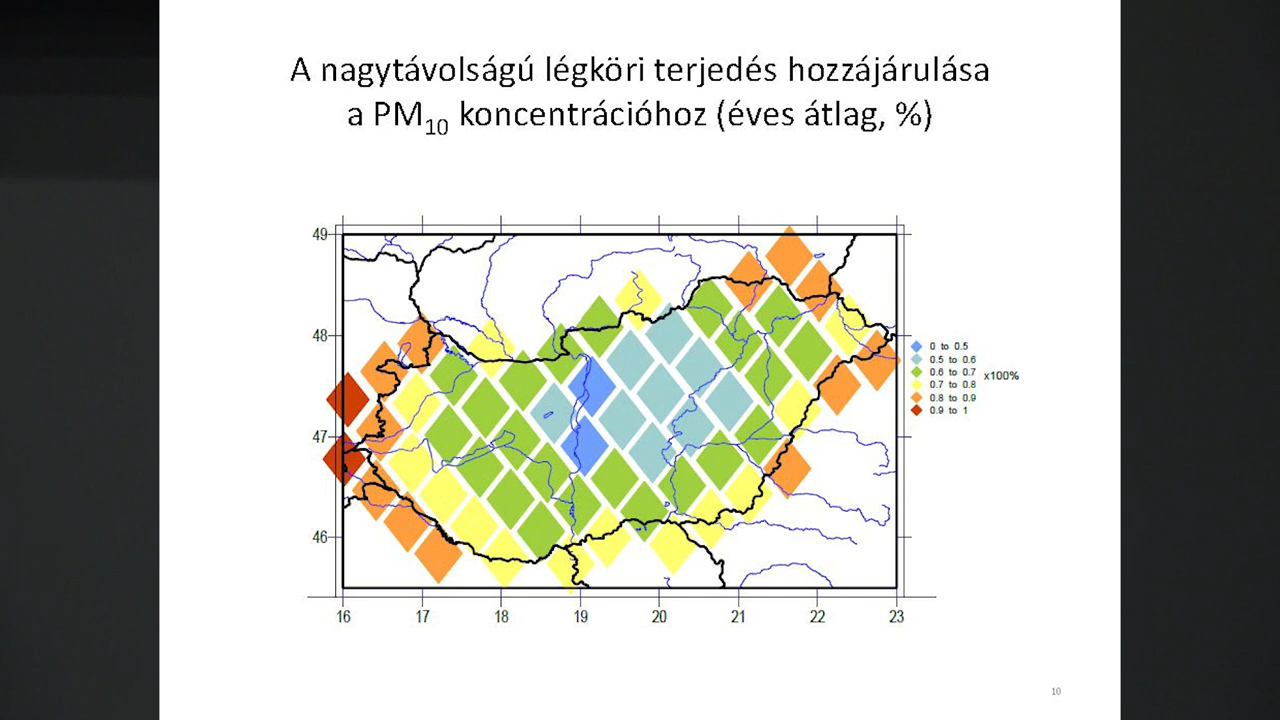 A nagytávolságú légköri terjedés hozzájárulása
a PM10 koncentrációhoz (éves átlag, %)
49
48
47
46
16 17 18 19 20 21 22 23
0 to 0.5
0.5 to 0.6
0.6 to 0.7
x100%
0.7 to 0.8
0.8 to 0.9
0.9 to 1
10